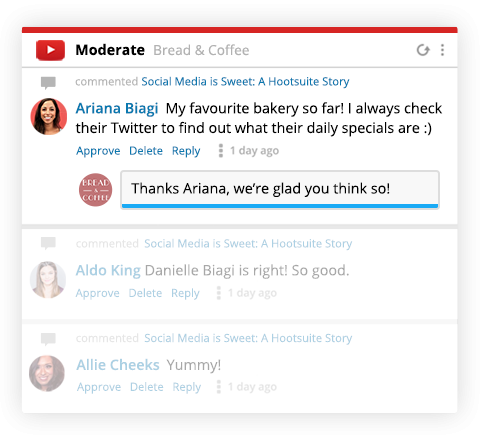 Moderate Bread & Coffee
commented Social Media is Sweet: A Hootsuite Story
Ariana Biagi My favourite bakery so far! I always check
their Twitter to find out what their daily specials are :)
Approve Delete Reply 1 day ago
BREAD
&
COFFEE
Thanks Ariana, we’re glad you think so!
commented Social Media is Sweet: A Hootsuite Story
Aldo King Danielle Biagi is right! So good.
Approve Delete Reply 1 day ago
commented Social Media is Sweet: A Hootsuite Story
Allie Cheeks Yummy!
Approve Delete Reply 1 day ago